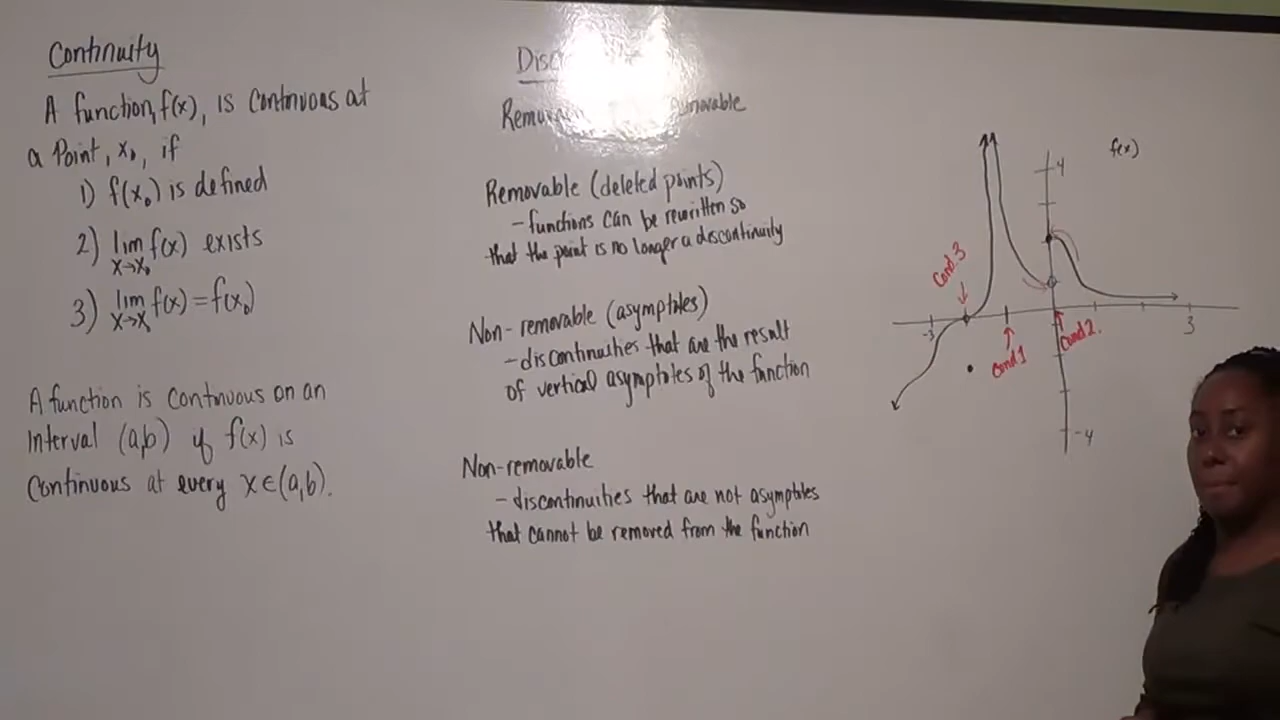 Continuity
A function, f(x), is continuous at
a Point, x₀, if
1) f(x₀) is defined
2) lim f(x) exists
x→x₀
3) lim f(x) = f(x₀)
x→x₀
A function is continuous on an
interval (a,b) if f(x) is
Continuous at every x∈(a,b).
Removable (deleted points)
- functions can be rewritten so
that the point is no longer a discontinuity
Non-removable (asymptotes)
- discontinuities that are the result
of vertical asymptotes of the function
Non-removable
- discontinuities that are not asymptotes
that cannot be removed from the function
f(x)
4
Cond. 3
-3
Cond 1
Cond 2.
3
-4